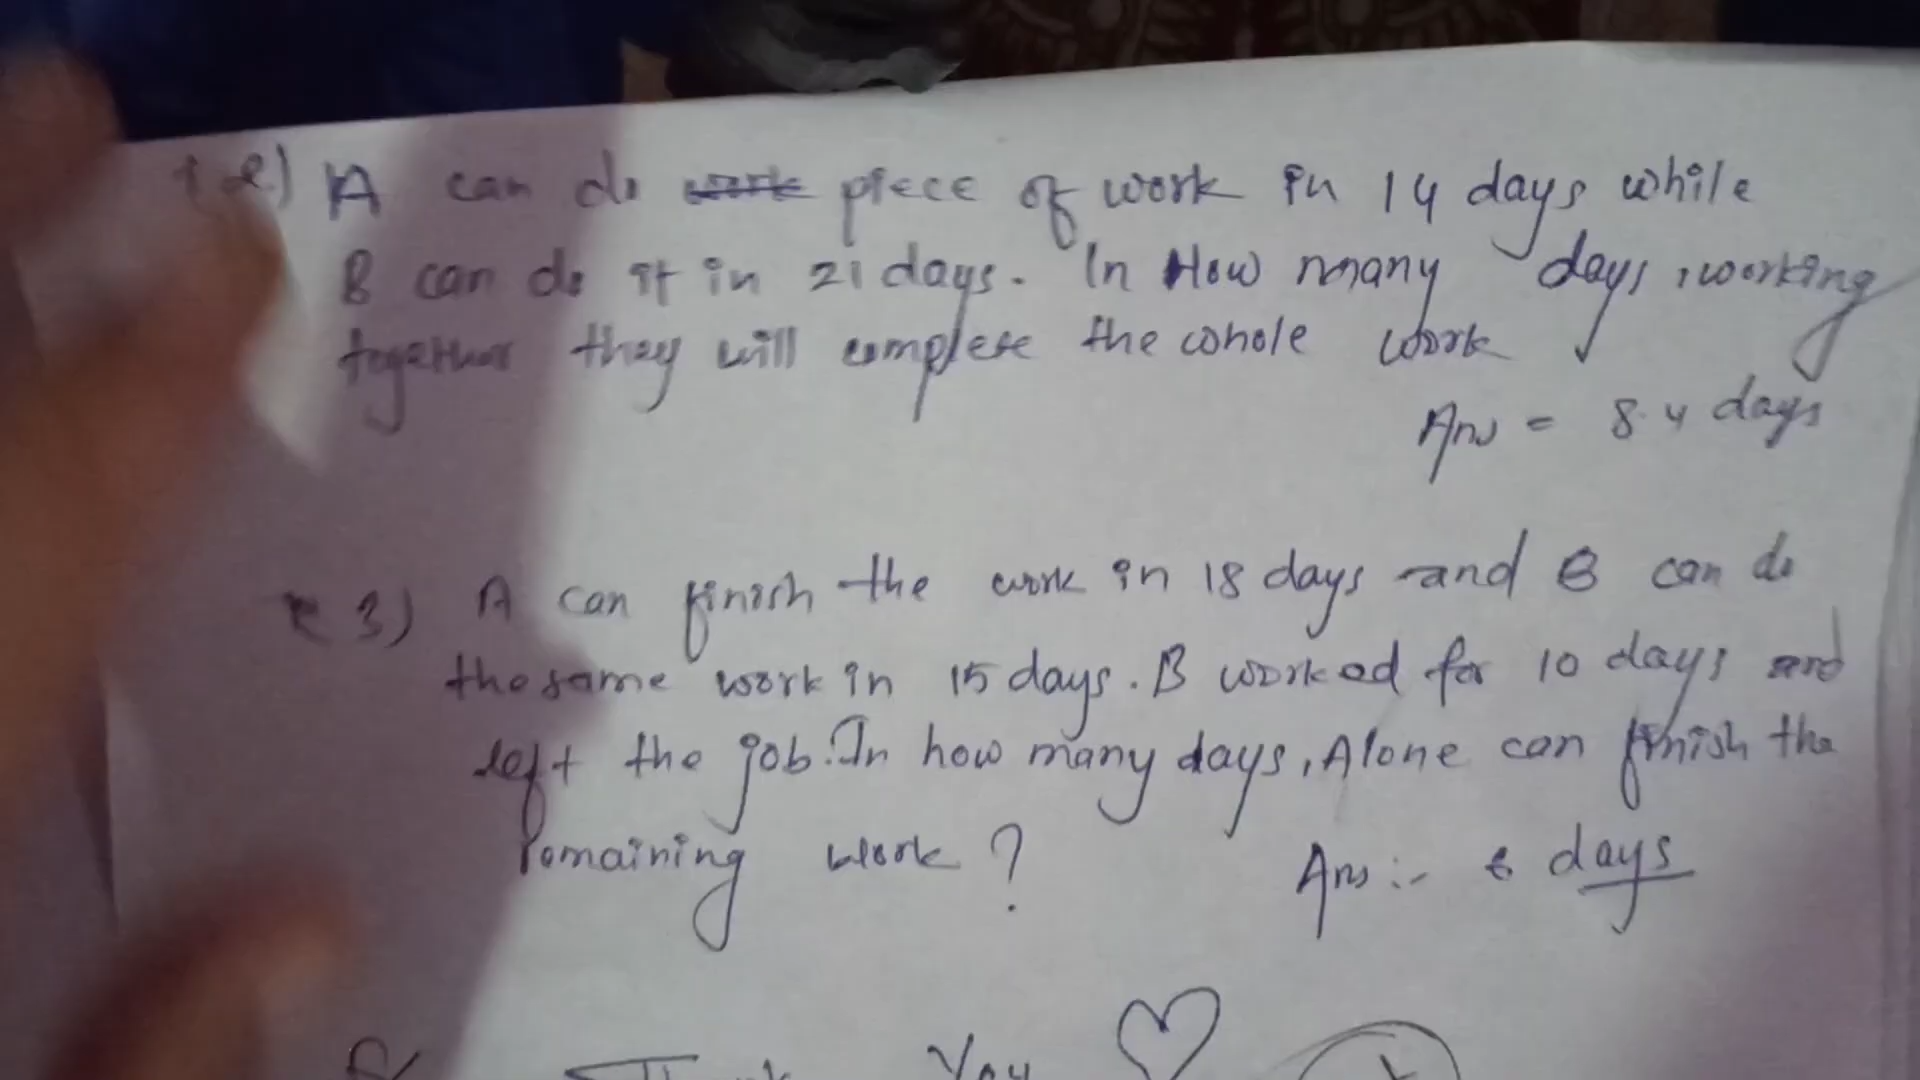 2) A can do work piece of work in 14 days while
B can do it in 21 days. In How many days, working
together they will complete the whole work
Ans = 8.4 days
3) A can finish the work in 18 days and B can do
the same work in 15 days. B worked for 10 days and
left the job. In how many days, Alone can finish the
remaining work ?
Ans :- 6 days
You